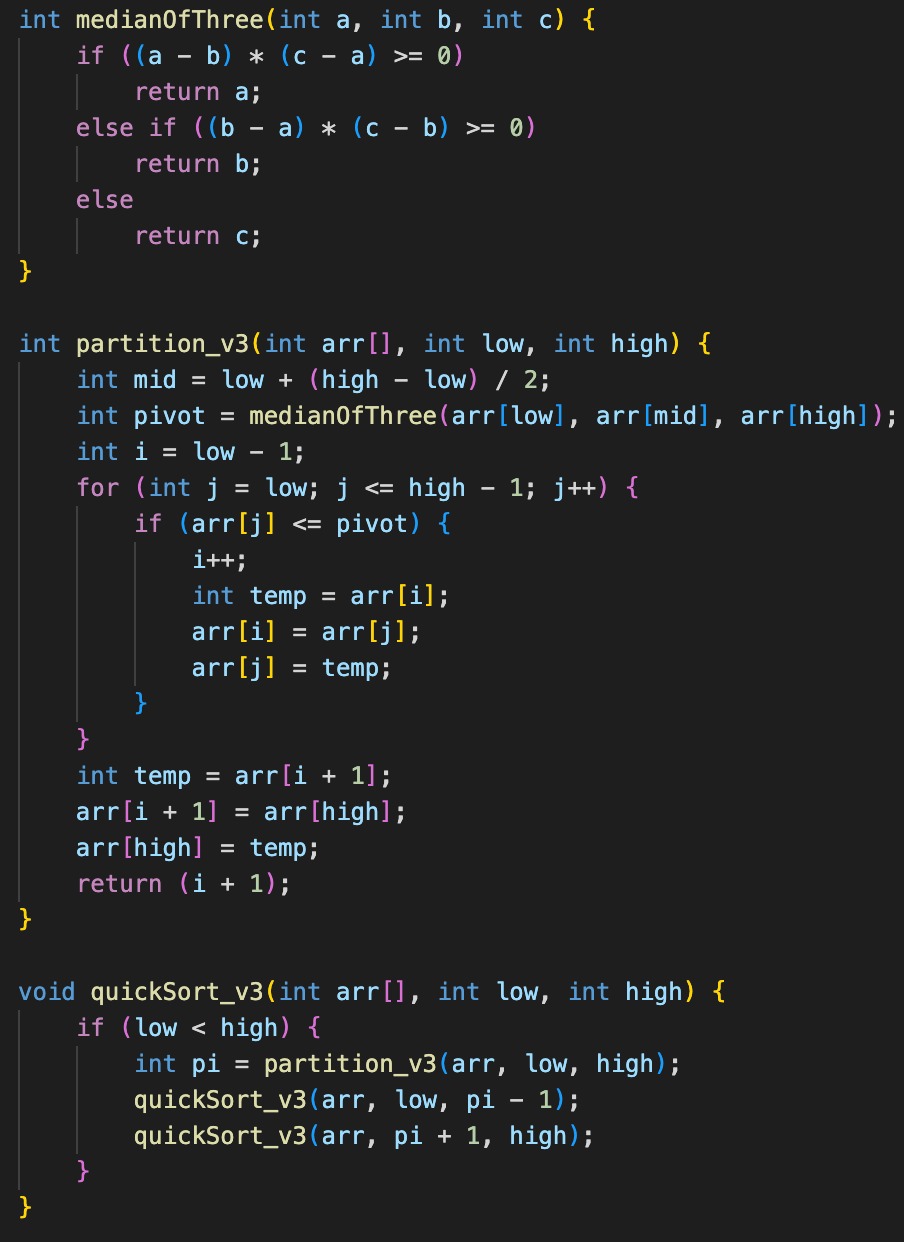 int medianOfThree(int a, int b, int c) {
    if ((a - b) * (c - a) >= 0)
        return a;
    else if ((b - a) * (c - b) >= 0)
        return b;
    else
        return c;
}

int partition_v3(int arr[], int low, int high) {
    int mid = low + (high - low) / 2;
    int pivot = medianOfThree(arr[low], arr[mid], arr[high]);
    int i = low - 1;
    for (int j = low; j <= high - 1; j++) {
        if (arr[j] <= pivot) {
            i++;
            int temp = arr[i];
            arr[i] = arr[j];
            arr[j] = temp;
        }
    }
    int temp = arr[i + 1];
    arr[i + 1] = arr[high];
    arr[high] = temp;
    return (i + 1);
}

void quickSort_v3(int arr[], int low, int high) {
    if (low < high) {
        int pi = partition_v3(arr, low, high);
        quickSort_v3(arr, low, pi - 1);
        quickSort_v3(arr, pi + 1, high);
    }
}